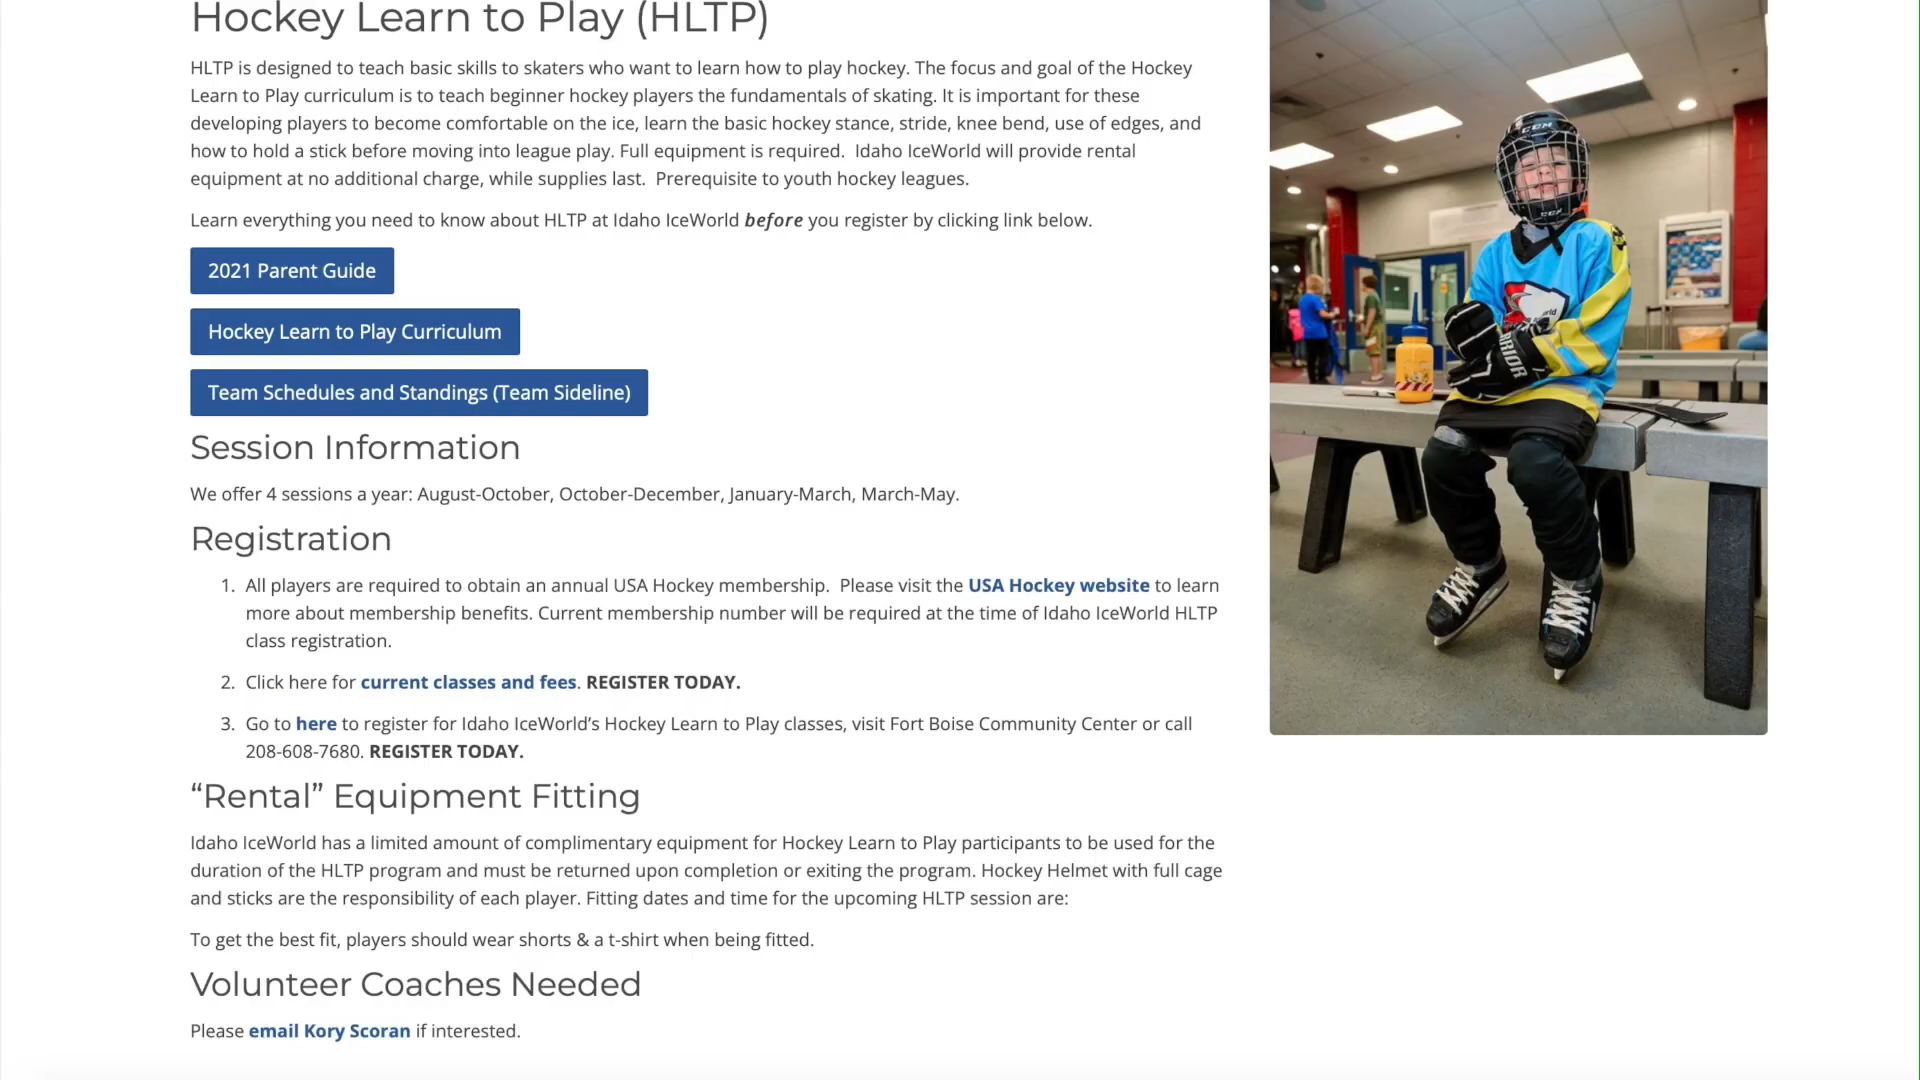 Hockey Learn to Play (HLTP)
HLTP is designed to teach basic skills to skaters who want to learn how to play hockey. The focus and goal of the Hockey
Learn to Play curriculum is to teach beginner hockey players the fundamentals of skating. It is important for these
developing players to become comfortable on the ice, learn the basic hockey stance, stride, knee bend, use of edges, and
how to hold a stick before moving into league play. Full equipment is required.  Idaho IceWorld will provide rental
equipment at no additional charge, while supplies last.  Prerequisite to youth hockey leagues.
Learn everything you need to know about HLTP at Idaho IceWorld before you register by clicking link below.
2021 Parent Guide
Hockey Learn to Play Curriculum
Team Schedules and Standings (Team Sideline)
Session Information
We offer 4 sessions a year: August-October, October-December, January-March, March-May.
Registration
1. All players are required to obtain an annual USA Hockey membership.  Please visit the USA Hockey website to learn
more about membership benefits. Current membership number will be required at the time of Idaho IceWorld HLTP
class registration.
2. Click here for current classes and fees. REGISTER TODAY.
3. Go to here to register for Idaho IceWorld’s Hockey Learn to Play classes, visit Fort Boise Community Center or call
208-608-7680. REGISTER TODAY.
“Rental” Equipment Fitting
Idaho IceWorld has a limited amount of complimentary equipment for Hockey Learn to Play participants to be used for the
duration of the HLTP program and must be returned upon completion or exiting the program. Hockey Helmet with full cage
and sticks are the responsibility of each player. Fitting dates and time for the upcoming HLTP session are:
To get the best fit, players should wear shorts & a t-shirt when being fitted.
Volunteer Coaches Needed
Please email Kory Scoran if interested.
CCM
CCM